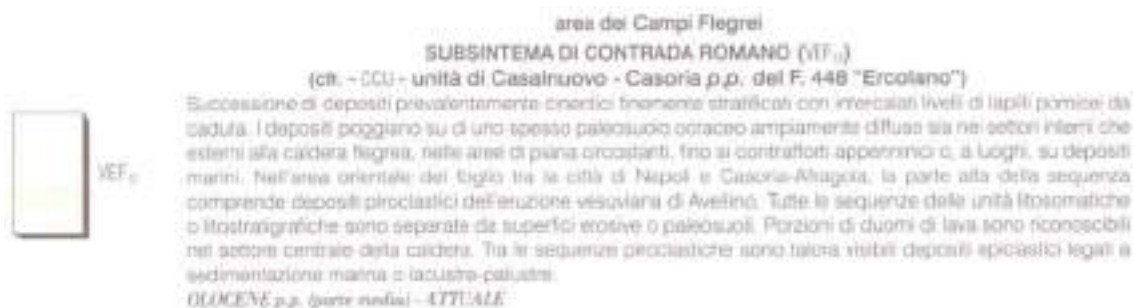 area dei Campi Flegrei
SUBSINTEMA DI CONTRADA ROMANO (VEF)
(cfr. - CCU - unità di Casalnuovo - Casoria p.p. del F. 448 "Ercolano")
Successione di depositi prevalentemente cineritici finemente stratificati con intercalati livelli di lapilli pomicei da
caduta. I depositi poggiano su di uno spesso paleosuolo ocraceo ampiamente diffuso sia nei settori interni che
esterni alla caldera flegrea, nelle aree di piana circostanti, fino ai contrafforti appenninici o, a luoghi, su depositi
VEF
marini. Nell'area orientale del foglio tra la città di Napoli e Casoria-Afragola, la parte alta della sequenza
comprende depositi piroclastici dell'eruzione vesuviana di Avellino. Tutte le sequenze delle unità litosomatiche
o litostratigrafiche sono separate da superfici erosive o paleosuoli. Porzioni di duomi di lava sono riconoscibili
nel settore centrale della caldera. Tra le sequenze piroclastiche sono talora visibili depositi epiclastici legati a
sedimentazione marina o lacustre-palustre.
OLOCENE p.p. (parte media) - ATTUALE